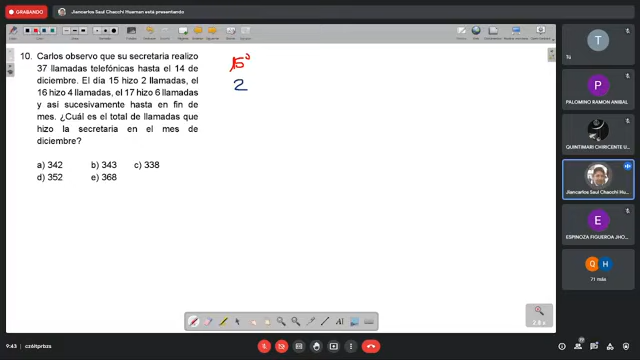 GRABANDO
Jiancarlos Saul Chacchi Huaman está presentando
10. Carlos observo que su secretaria realizo
37 llamadas telefónicas hasta el 14 de
diciembre. El día 15 hizo 2 llamadas, el
16 hizo 4 llamadas, el 17 hizo 6 llamadas
y asi sucesivamente hasta en fin de
mes. ¿Cuál es el total de llamadas que
hizo la secretaria en el mes de
diciembre?
a) 342 b) 343 c) 338
d) 352 e) 368
15
2
T
Tú
P
PALOMINO RAMON ANIBAL
QUINTIMARI CHIRICENTE U...
Jiancarlos Saul Chacchi Hu...
E
ESPINOZA FIGUEROA JHO...
Q H
71 más
9:43